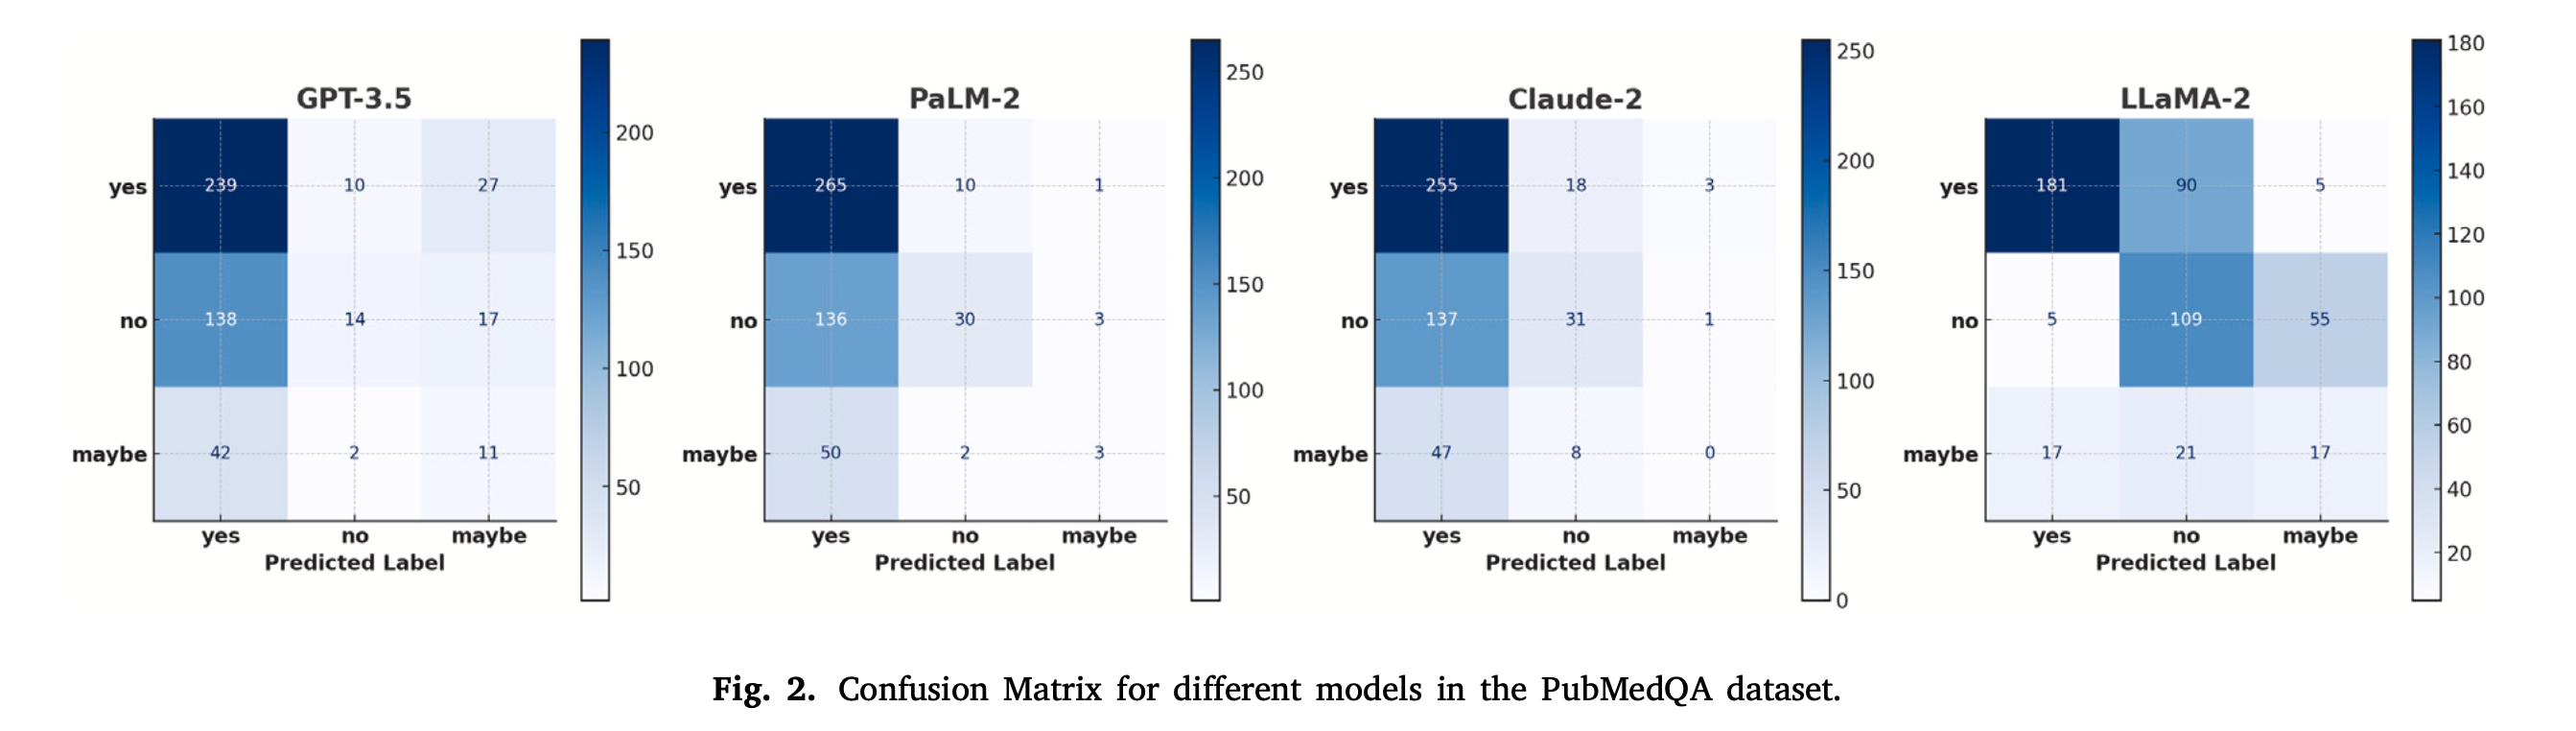 GPT-3.5
yes 239 10 27
no 138 14 17
maybe 42 2 11
yes no maybe
Predicted Label
200
150
100
50
PaLM-2
yes 265 10 1
no 136 30 3
maybe 50 2 3
yes no maybe
Predicted Label
250
200
150
100
50
Claude-2
yes 255 18 3
no 137 31 1
maybe 47 8 0
yes no maybe
Predicted Label
250
200
150
100
50
0
LLaMA-2
yes 181 90 5
no 5 109 55
maybe 17 21 17
yes no maybe
Predicted Label
180
160
140
120
100
80
60
40
20
Fig. 2. Confusion Matrix for different models in the PubMedQA dataset.